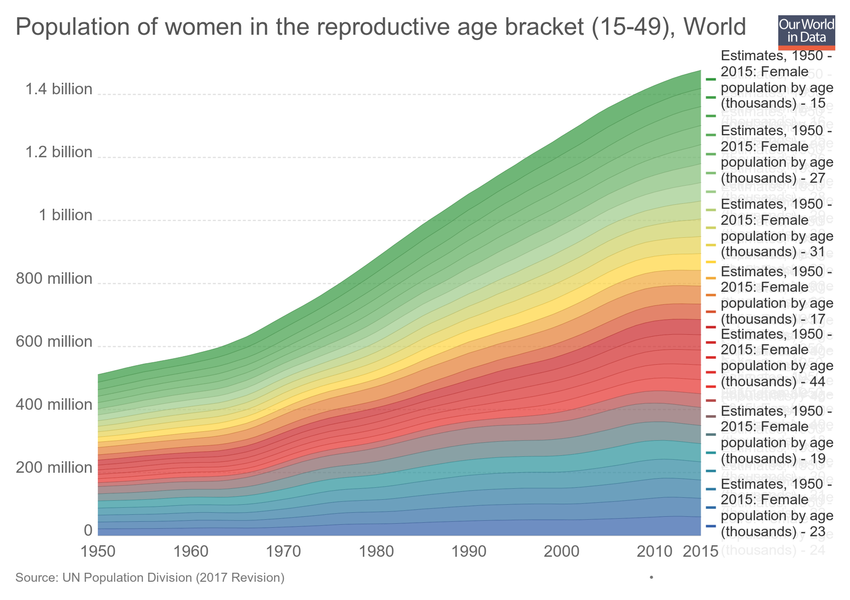 Population of women in the reproductive age bracket (15-49), World
Our World
in Data
1.4 billion
1.2 billion
1 billion
800 million
600 million
400 million
200 million
0
1950
1960
1970
1980
1990
2000
2010
2015
Estimates, 1950 -
2015: Female
population by age
(thousands) - 15
Estimates, 1950 -
2015: Female
population by age
(thousands) - 27
Estimates, 1950 -
2015: Female
population by age
(thousands) - 31
Estimates, 1950 -
2015: Female
population by age
(thousands) - 17
Estimates, 1950 -
2015: Female
population by age
(thousands) - 44
Estimates, 1950 -
2015: Female
population by age
(thousands) - 19
Estimates, 1950 -
2015: Female
population by age
(thousands) - 23
(thousands) - 24
Source: UN Population Division (2017 Revision)